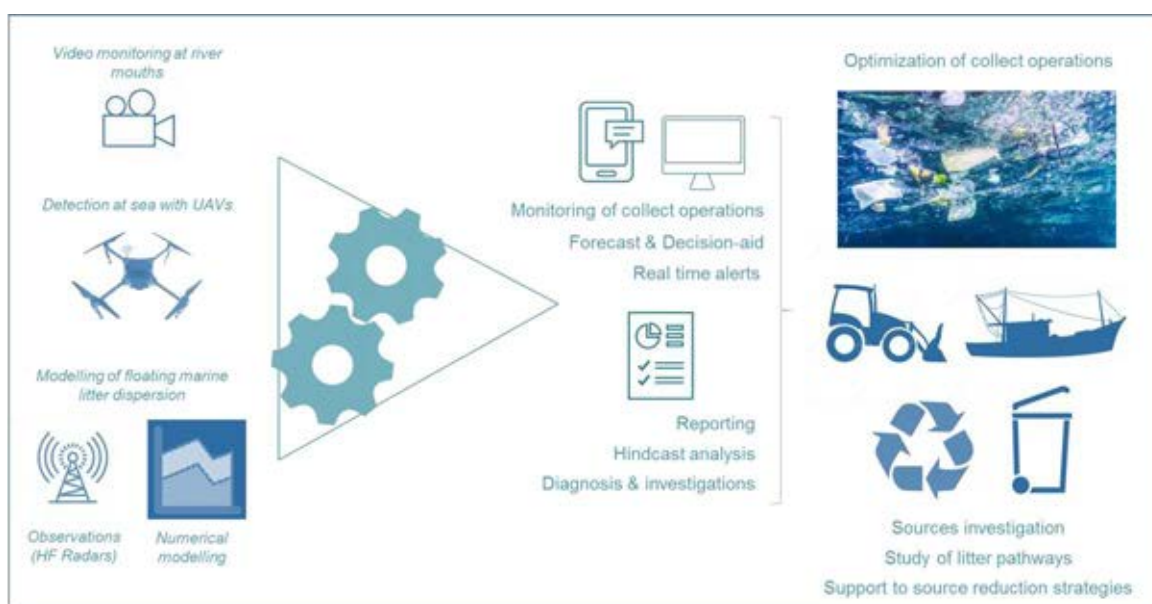 Video monitoring at river
mouths
Detection at sea with UAVs
Modelling of floating marine
litter dispersion
Observations
(HF Radars)
Numerical
modelling
Monitoring of collect operations
Forecast & Decision-aid
Real time alerts
Reporting
Hindcast analysis
Diagnosis & investigations
Optimization of collect operations
Sources investigation
Study of litter pathways
Support to source reduction strategies